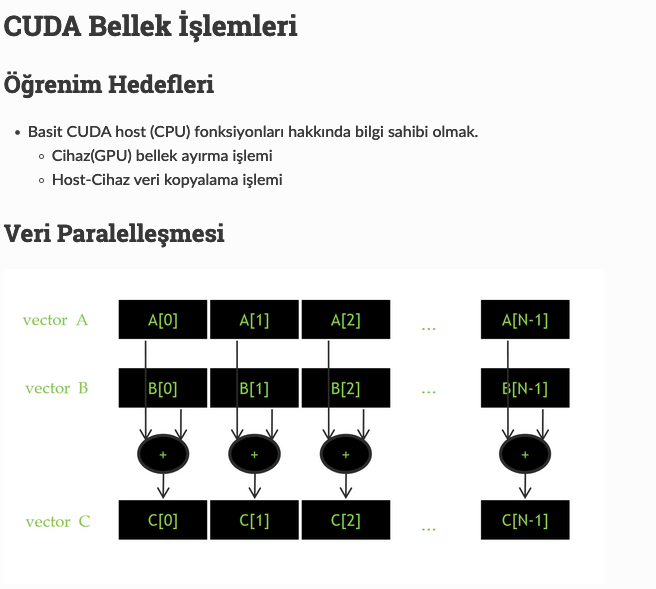 CUDA Bellek İşlemleri
Öğrenim Hedefleri
• Basit CUDA host (CPU) fonksiyonları hakkında bilgi sahibi olmak.
◦ Cihaz(GPU) bellek ayırma işlemi
◦ Host-Cihaz veri kopyalama işlemi
Veri Paralelleşmesi
vector A A[0] A[1] A[2] ... A[N-1]
vector B B[0] B[1] B[2] ... B[N-1]
+ + + +
vector C C[0] C[1] C[2] ... C[N-1]